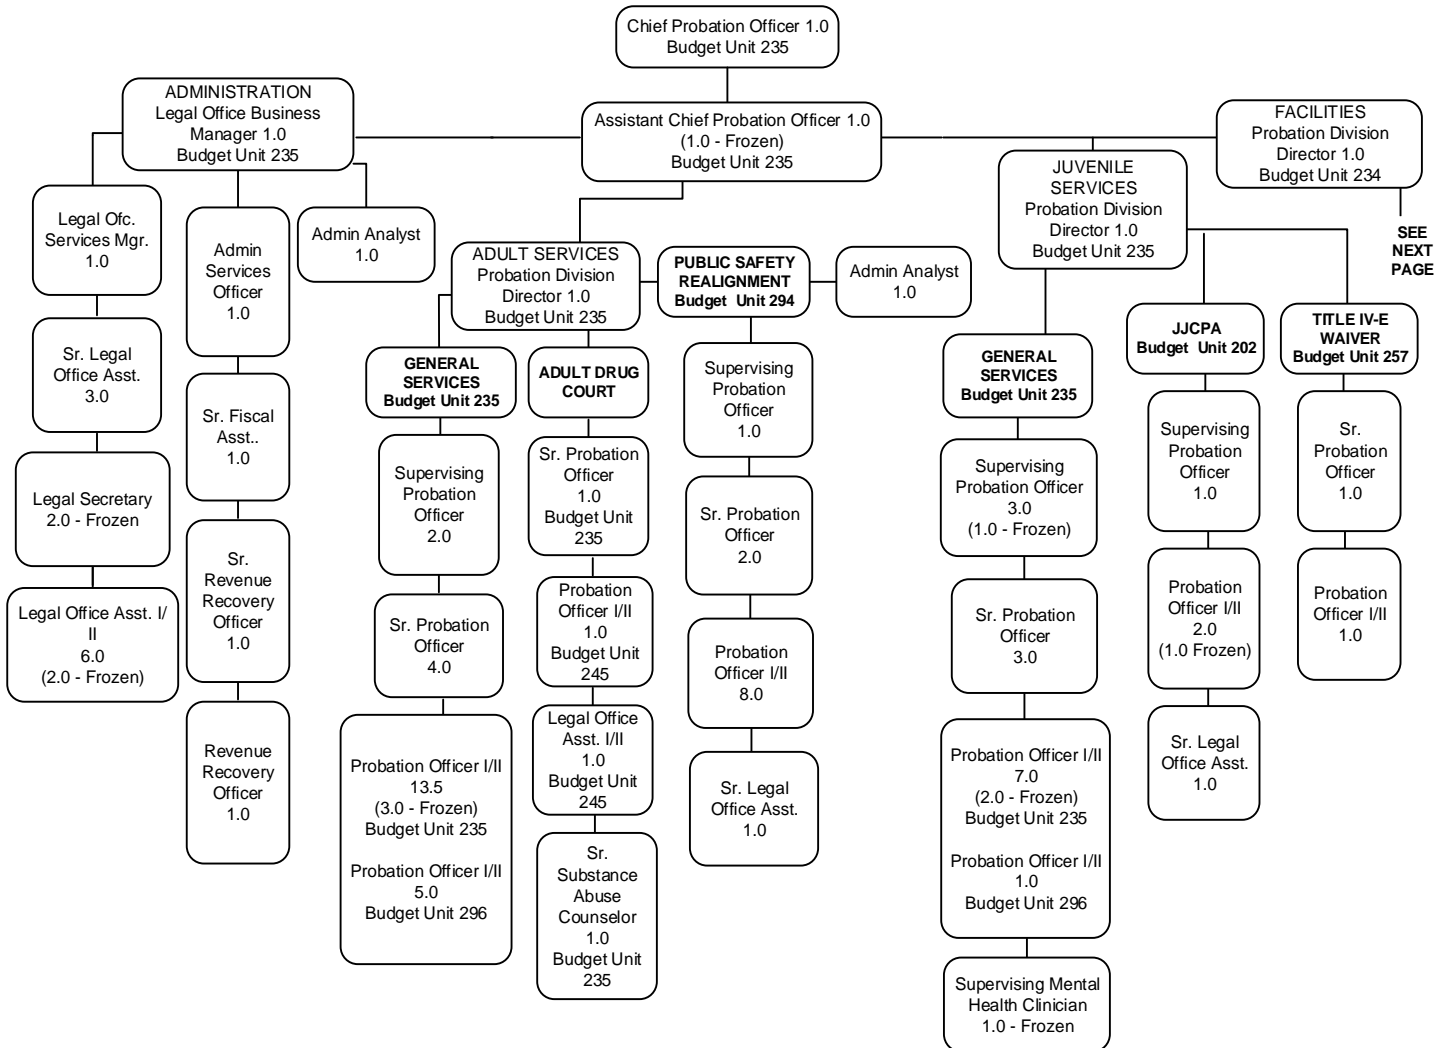 Chief Probation Officer 1.0
Budget Unit 235
ADMINISTRATION
Legal Office Business
Manager 1.0
Budget Unit 235
Assistant Chief Probation Officer 1.0
(1.0 - Frozen)
Budget Unit 235
FACILITIES
Probation Division
Director 1.0
Budget Unit 234
SEE
NEXT
PAGE
JUVENILE
SERVICES
Probation Division
Director 1.0
Budget Unit 235
Legal Ofc.
Services Mgr.
1.0
Sr. Legal
Office Asst.
3.0
Legal Secretary
2.0 - Frozen
Legal Office Asst. I/
II
6.0
(2.0 - Frozen)
Admin
Services
Officer
1.0
Sr. Fiscal
Asst..
1.0
Sr.
Revenue
Recovery
Officer
1.0
Revenue
Recovery
Officer
1.0
Admin Analyst
1.0
ADULT SERVICES
Probation Division
Director 1.0
Budget Unit 235
GENERAL
SERVICES
Budget Unit 235
Supervising
Probation
Officer
2.0
Sr. Probation
Officer
4.0
Probation Officer I/II
13.5
(3.0 - Frozen)
Budget Unit 235
Probation Officer I/II
5.0
Budget Unit 296
ADULT DRUG
COURT
Sr. Probation
Officer
1.0
Budget Unit
235
Probation
Officer I/II
1.0
Budget Unit
245
Legal Office
Asst. I/II
1.0
Budget Unit
245
Sr.
Substance
Abuse
Counselor
1.0
Budget Unit
235
PUBLIC SAFETY
REALIGNMENT
Budget Unit 294
Admin Analyst
1.0
Supervising
Probation
Officer
1.0
Sr. Probation
Officer
2.0
Probation
Officer I/II
8.0
Sr. Legal
Office Asst.
1.0
GENERAL
SERVICES
Budget Unit 235
Supervising
Probation Officer
3.0
(1.0 - Frozen)
Sr. Probation
Officer
3.0
Probation Officer I/II
7.0
(2.0 - Frozen)
Budget Unit 235
Probation Officer I/II
1.0
Budget Unit 296
Supervising Mental
Health Clinician
1.0 - Frozen
JJCPA
Budget Unit 202
Supervising
Probation
Officer
1.0
Probation
Officer I/II
2.0
(1.0 Frozen)
Sr. Legal
Office Asst.
1.0
TITLE IV-E
WAIVER
Budget Unit 257
Sr.
Probation
Officer
1.0
Probation
Officer I/II
1.0